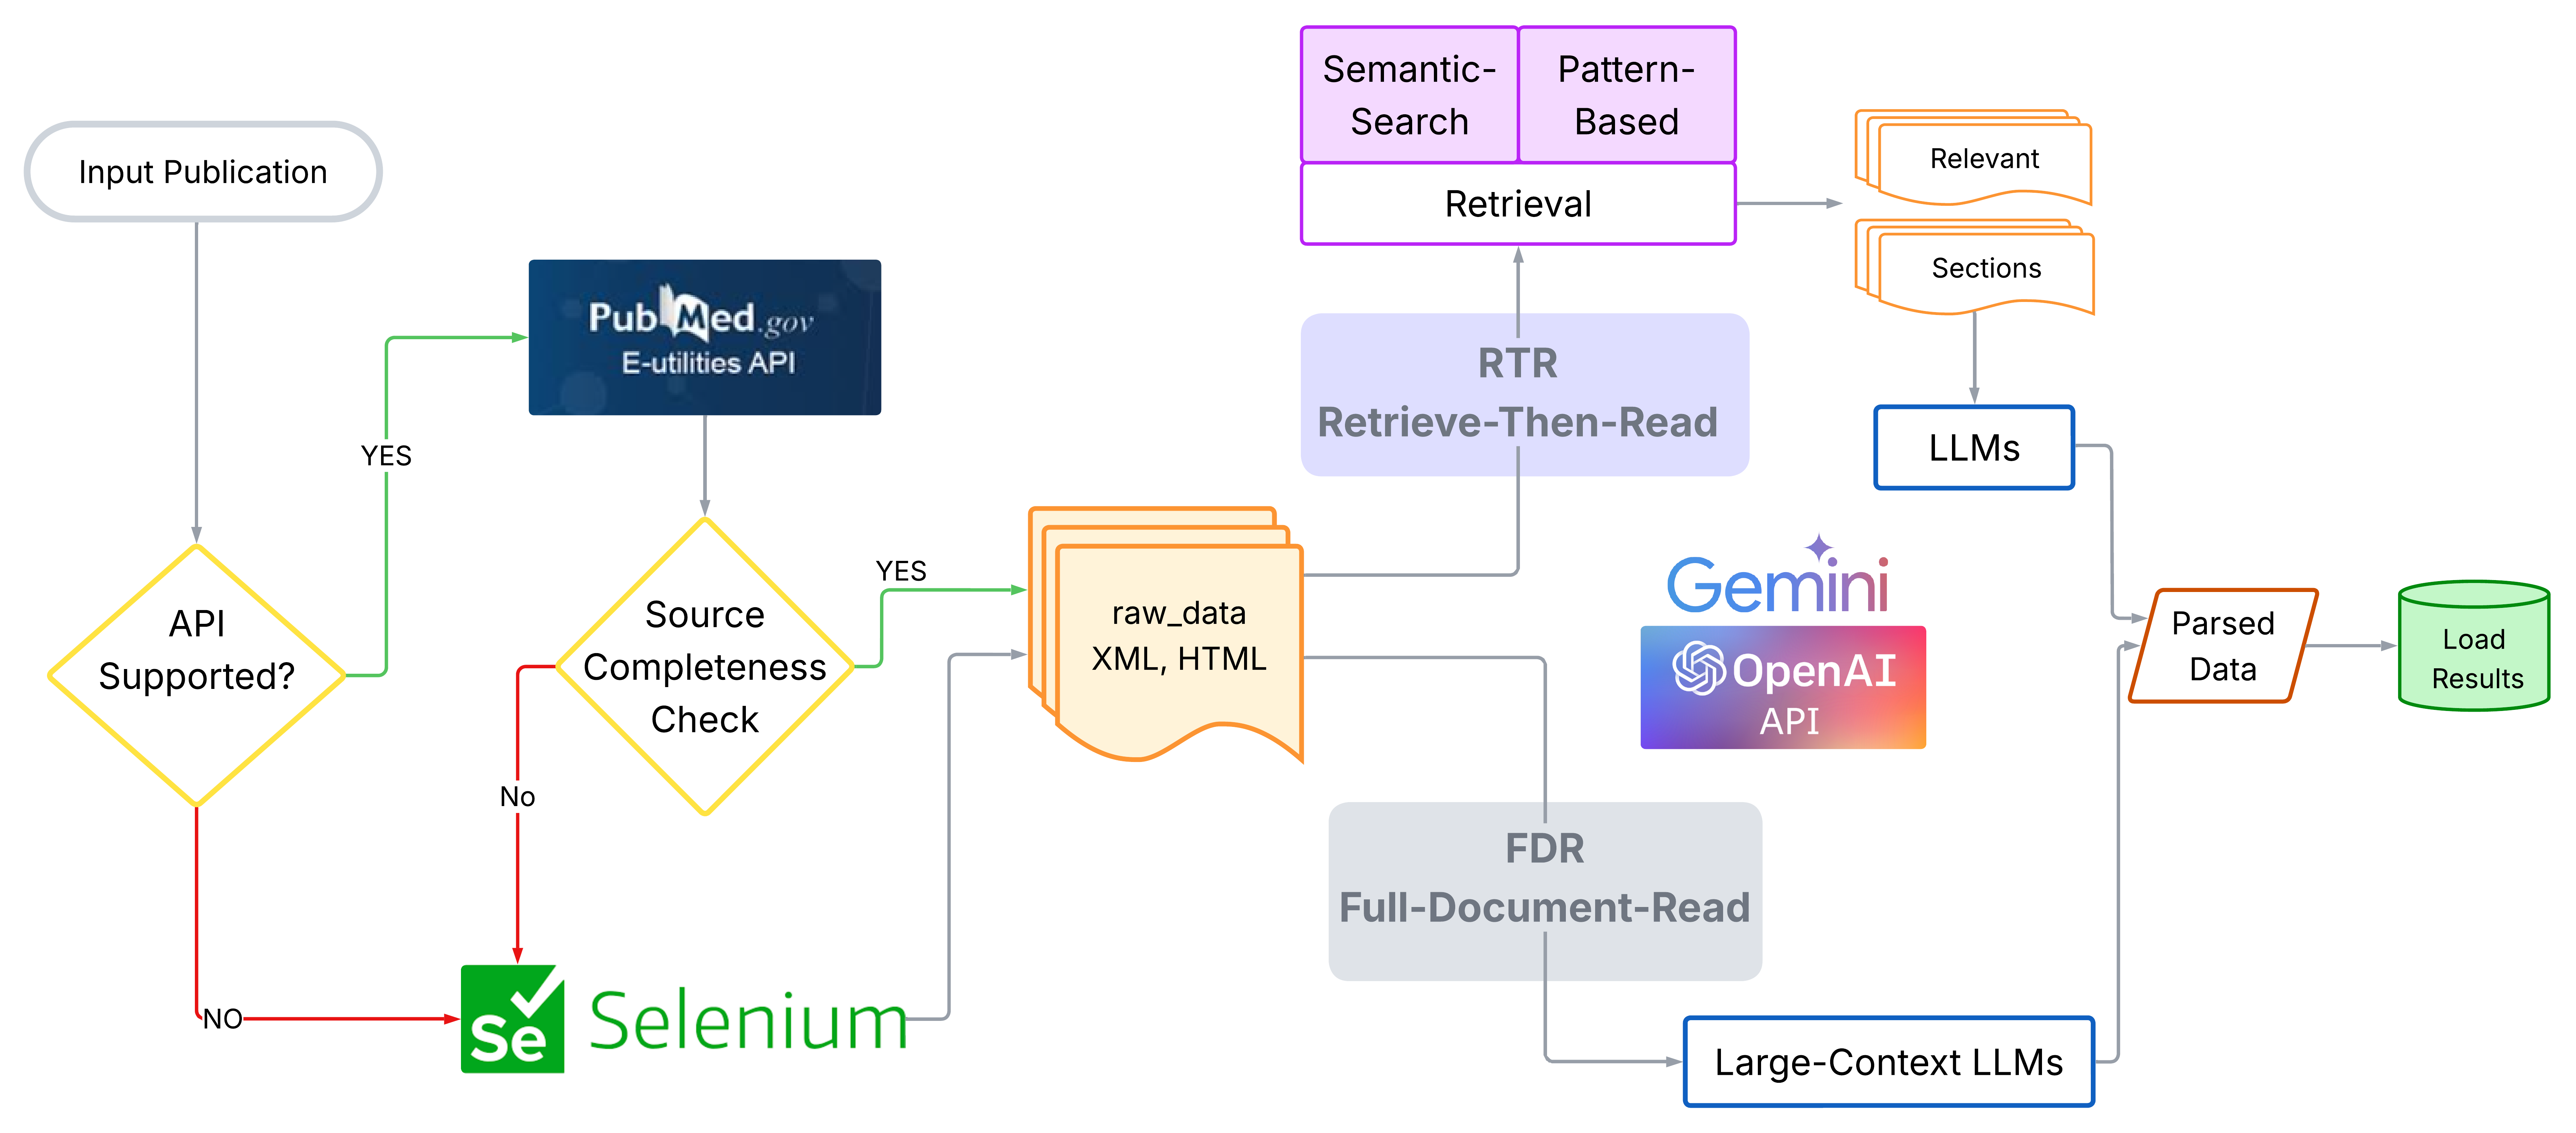 Input Publication
API
Supported?
YES
NO
PubMed.gov
E-utilities API
Source
Completeness
Check
YES
No
Se Selenium
raw_data
XML, HTML
Semantic-
Search
Pattern-
Based
Retrieval
RTR
Retrieve-Then-Read
Relevant
Sections
LLMs
Gemini
OpenAI
API
FDR
Full-Document-Read
Large-Context LLMs
Parsed
Data
Load
Results